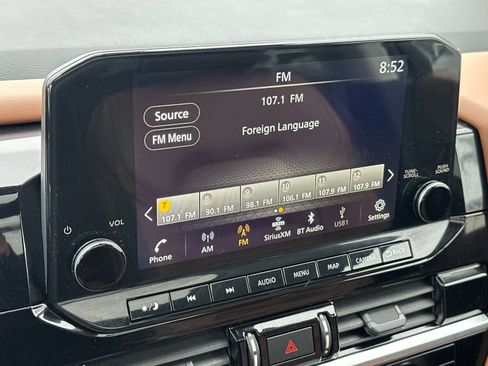 FM
8:52
Source
107.1 FM
FM Menu
Foreign Language
7
107.1 FM
8
90.1 FM
9
98.1 FM
10
106.1 FM
11
107.9 FM
12
107.9 FM
Phone
AM
FM
SiriusXM
BT Audio
USB1
Settings
VOL
TUNE·
SCROLL
PUSH
SOUND
AUDIO
MENU
MAP
CAMERA
BACK